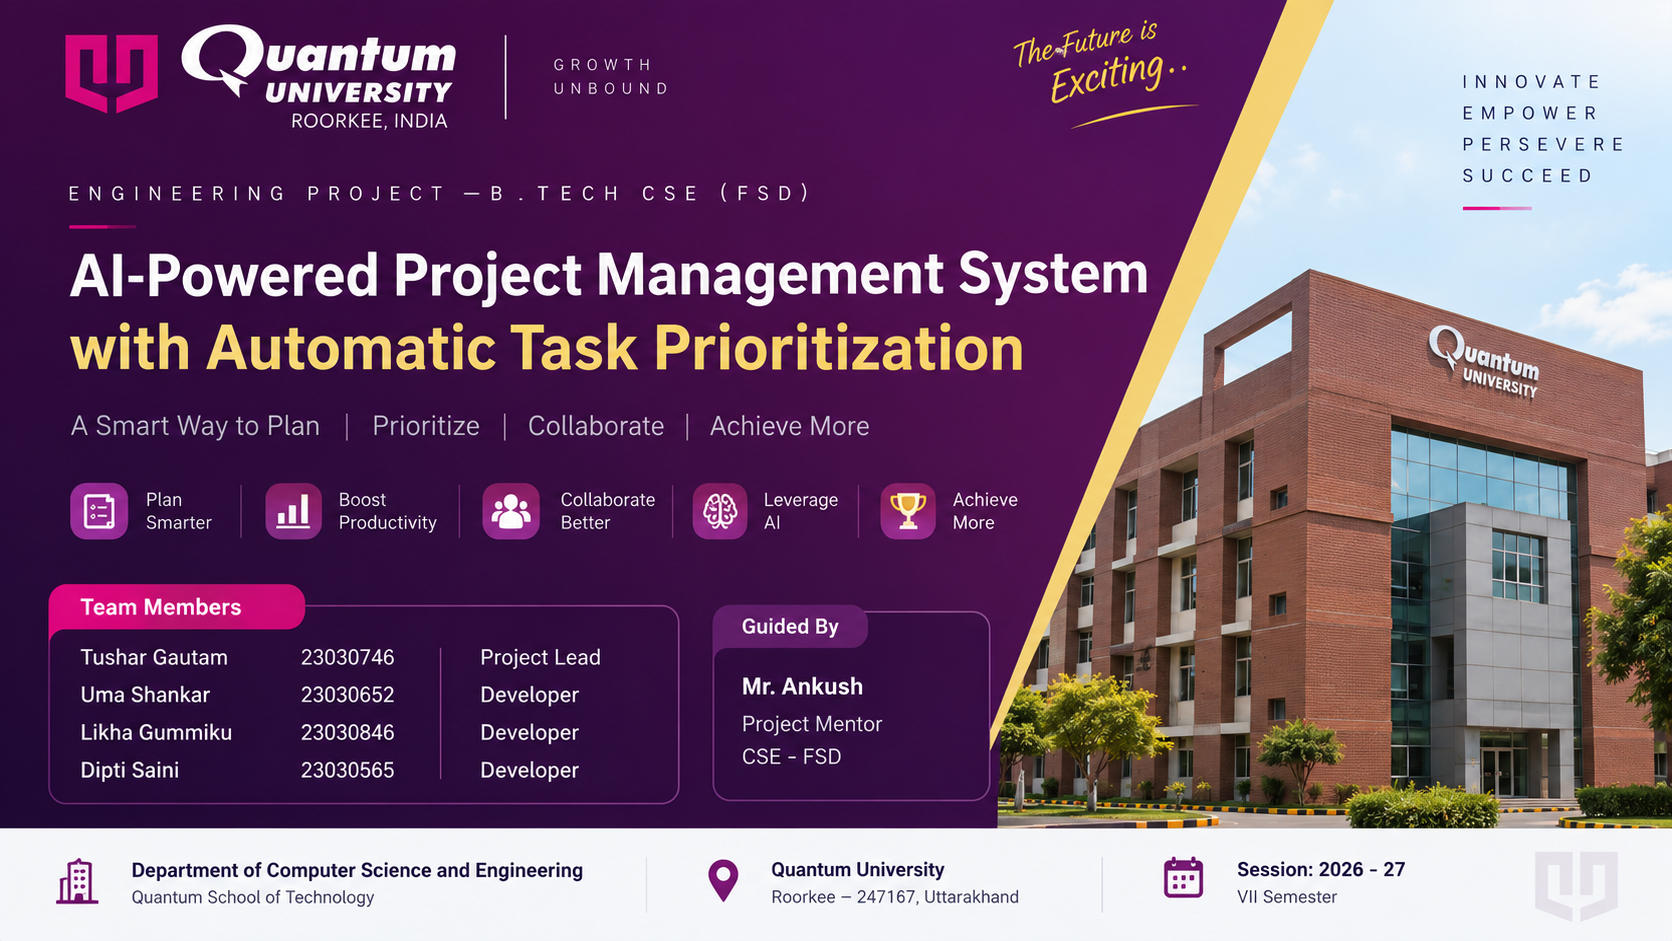 Quantum
UNIVERSITY
ROORKEE, INDIA
GROWTH
UNBOUND
The Future is
Exciting..
INNOVATE
EMPOWER
PERSEVERE
SUCCEED
ENGINEERING PROJECT —B.TECH CSE (FSD)
AI-Powered Project Management System
with Automatic Task Prioritization
A Smart Way to Plan | Prioritize | Collaborate | Achieve More
Plan
Smarter
Boost
Productivity
Collaborate
Better
Leverage
AI
Achieve
More
Quantum
UNIVERSITY
Team Members
Tushar Gautam 23030746 Project Lead
Uma Shankar 23030652 Developer
Likha Gummiku 23030846 Developer
Dipti Saini 23030565 Developer
Guided By
Mr. Ankush
Project Mentor
CSE - FSD
Department of Computer Science and Engineering
Quantum School of Technology
Quantum University
Roorkee – 247167, Uttarakhand
Session: 2026 - 27
VII Semester